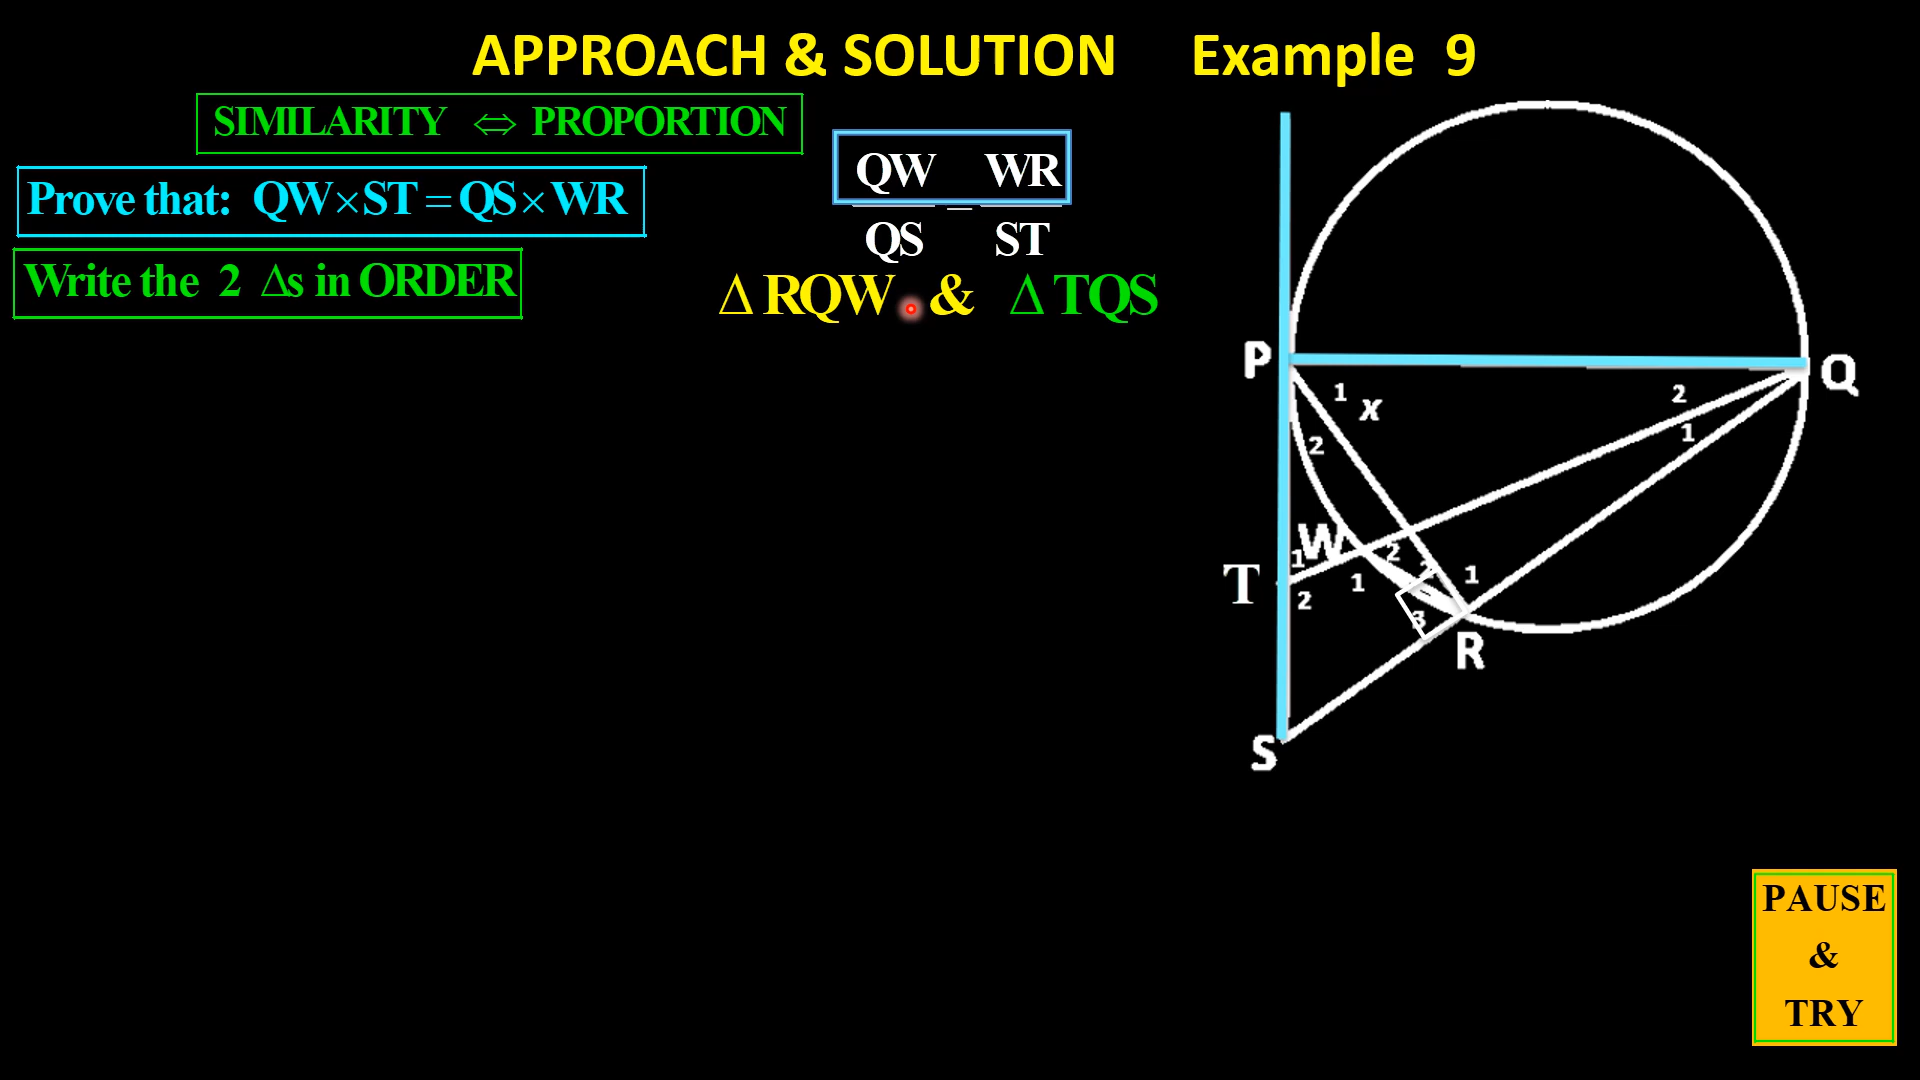 APPROACH & SOLUTION Example 9
SIMILARITY ⇔ PROPORTION
Prove that: QW×ST=QS×WR
QW/QS = WR/ST
Write the 2 Δs in ORDER
Δ RQW & Δ TQS
P
Q
1 x
2
2
1
W
1
2
T
2
1
2
1
3
R
S
PAUSE
&
TRY